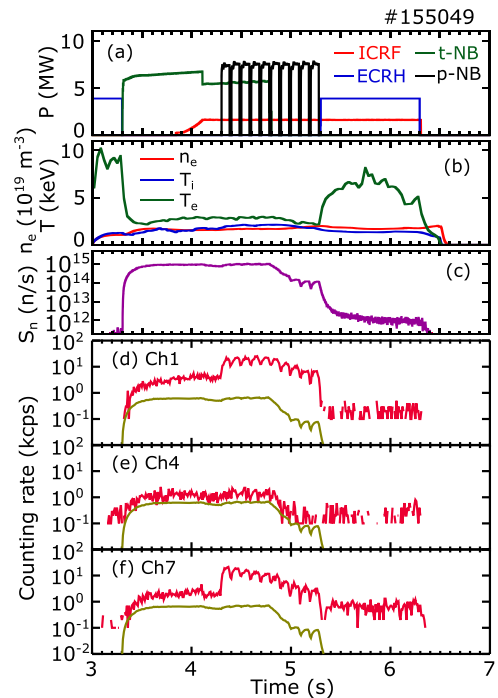 #155049
(a)
ICRF
t-NB
ECRH
p-NB
P (MW)
10
5
0
(b)
n_e
T_i
T_e
n_e (10^19 m^-3)
T (keV)
10
5
0
(c)
S_n (n/s)
10^15
10^14
10^13
10^12
(d) Ch1
10^2
10^1
10^0
10^-1
10^2
(e) Ch4
10^1
10^0
10^-1
10^2
(f) Ch7
10^1
10^0
10^-1
10^-2
Counting rate (kcps)
3 4 5 6 7
Time (s)